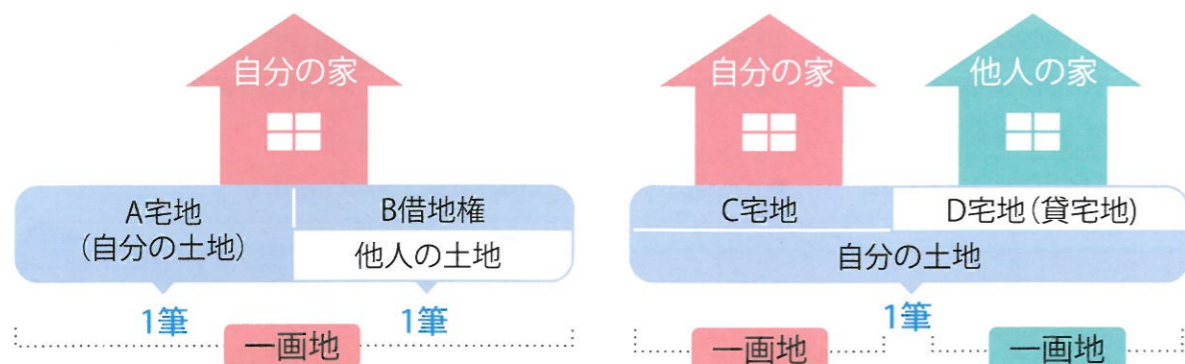 自分の家
A宅地
(自分の土地)
B借地権
他人の土地
1筆
1筆
一画地
自分の家
他人の家
C宅地
D宅地(貸宅地)
自分の土地
1筆
一画地
一画地